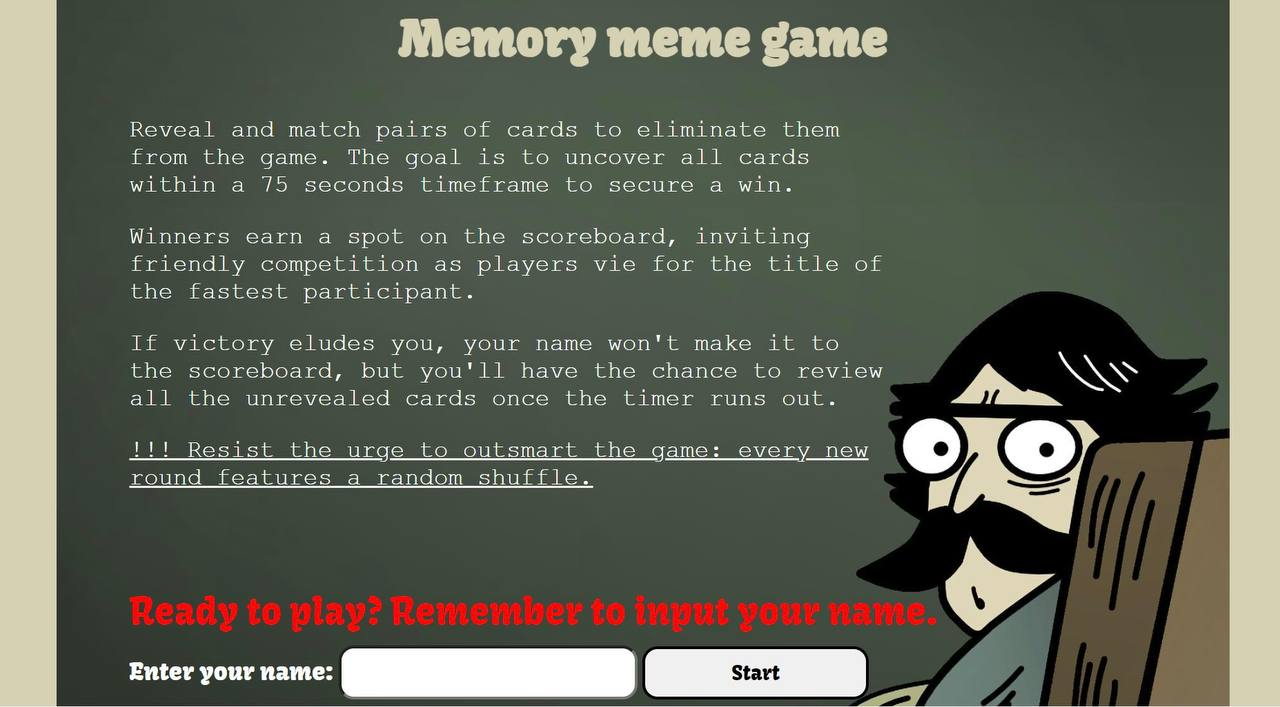 Memory meme game
Reveal and match pairs of cards to eliminate them
from the game. The goal is to uncover all cards
within a 75 seconds timeframe to secure a win.
Winners earn a spot on the scoreboard, inviting
friendly competition as players vie for the title of
the fastest participant.
If victory eludes you, your name won't make it to
the scoreboard, but you'll have the chance to review
all the unrevealed cards once the timer runs out.
!!! Resist the urge to outsmart the game: every new
round features a random shuffle.
Ready to play? Remember to input your name.
Enter your name:
Start